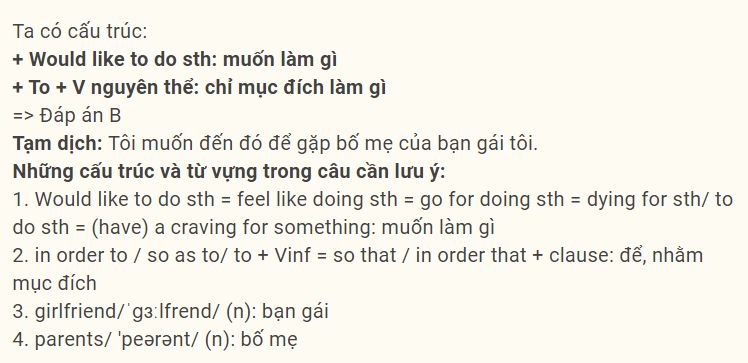 Ta có cấu trúc:
+ Would like to do sth: muốn làm gì
+ To + V nguyên thể: chỉ mục đích làm gì
=> Đáp án B
Tạm dịch: Tôi muốn đến đó để gặp bố mẹ của bạn gái tôi.
Những cấu trúc và từ vựng trong câu cần lưu ý:
1. Would like to do sth = feel like doing sth = go for doing sth = dying for sth/ to
do sth = (have) a craving for something: muốn làm gì
2. in order to / so as to/ to + Vinf = so that / in order that + clause: để, nhằm
mục đích
3. girlfriend/ˈɡɜːlfrend/ (n): bạn gái
4. parents/ 'peərənt/ (n): bố mẹ